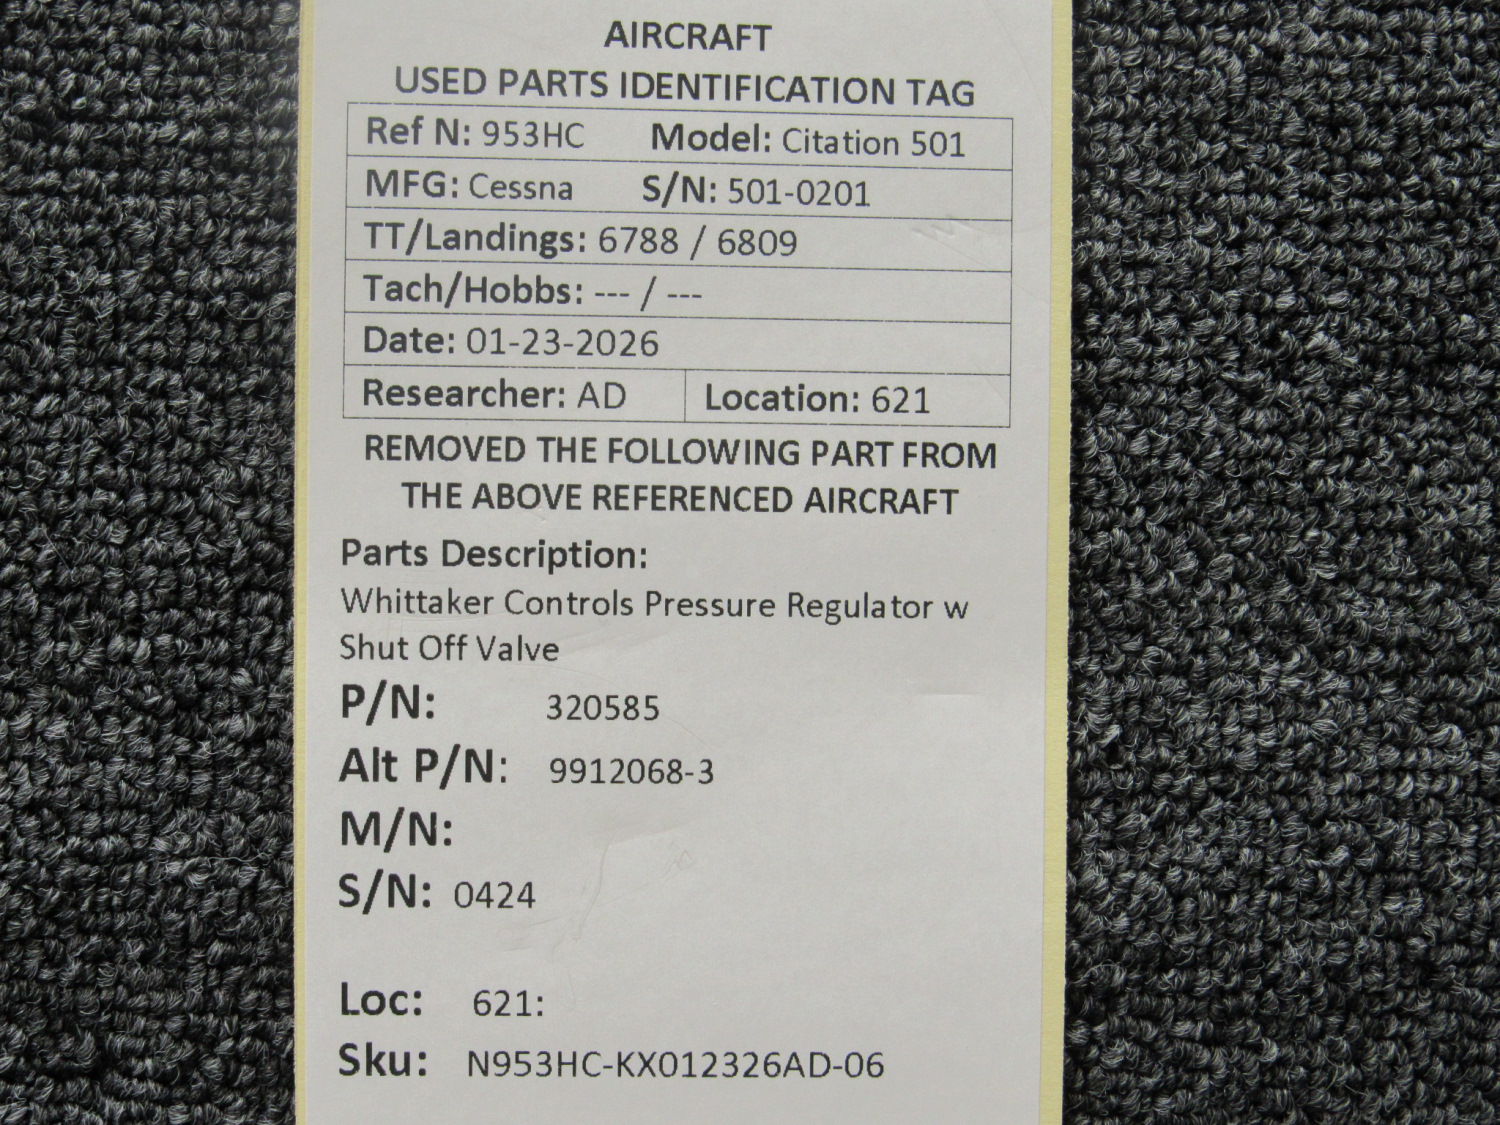 AIRCRAFT
USED PARTS IDENTIFICATION TAG
Ref N: 953HC Model: Citation 501
MFG: Cessna S/N: 501-0201
TT/Landings: 6788 / 6809
Tach/Hobbs: --- / ---
Date: 01-23-2026
Researcher: AD Location: 621
REMOVED THE FOLLOWING PART FROM
THE ABOVE REFERENCED AIRCRAFT
Parts Description:
Whittaker Controls Pressure Regulator w
Shut Off Valve
P/N: 320585
Alt P/N: 9912068-3
M/N:
S/N: 0424
Loc: 621:
Sku: N953HC-KX012326AD-06